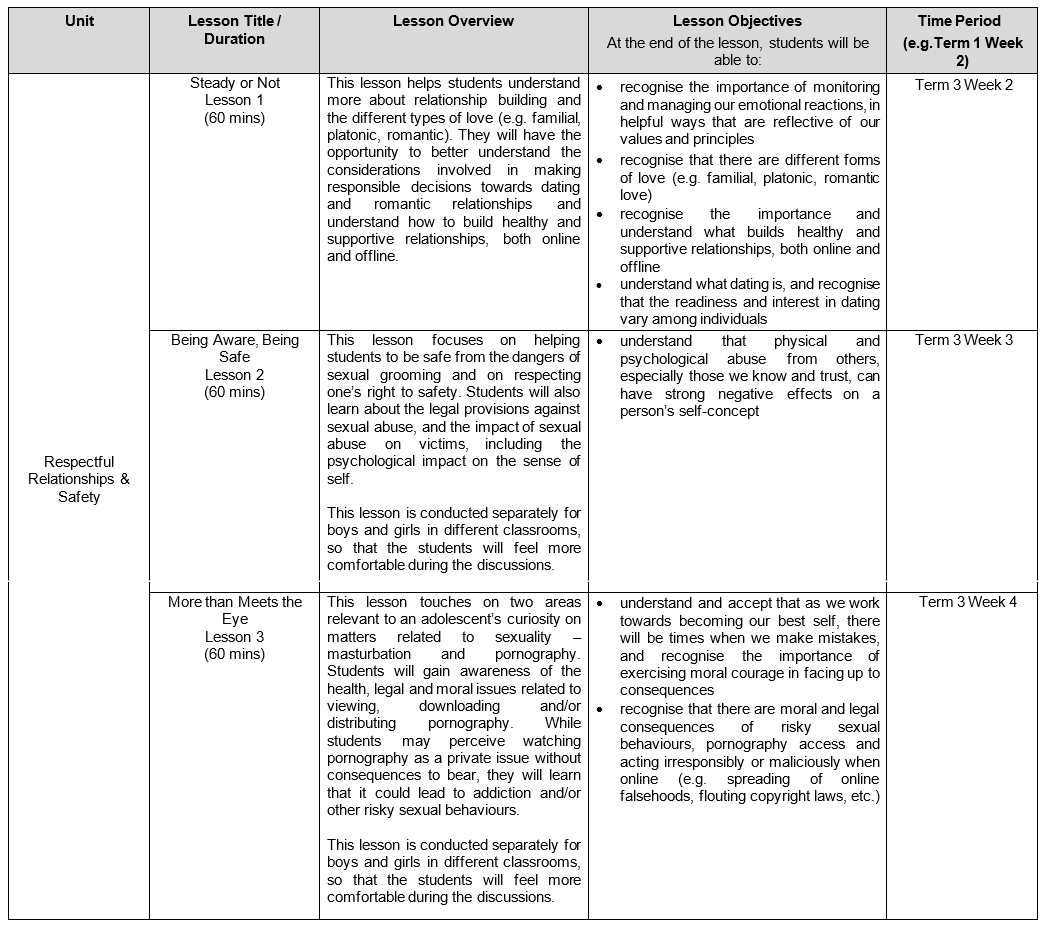 Unit
Lesson Title /
Duration
Lesson Overview
Lesson Objectives
At the end of the lesson, students will be
able to:
Time Period
(e.g.Term 1 Week
2)
Respectful
Relationships &
Safety
Steady or Not
Lesson 1
(60 mins)
This lesson helps students understand
more about relationship building and
the different types of love (e.g. familial,
platonic, romantic). They will have the
opportunity to better understand the
considerations involved in making
responsible decisions towards dating
and romantic relationships and
understand how to build healthy and
supportive relationships, both online
and offline.
• recognise the importance of monitoring
and managing our emotional reactions, in
helpful ways that are reflective of our
values and principles
• recognise that there are different forms
of love (e.g. familial, platonic, romantic
love)
• recognise the importance and
understand what builds healthy and
supportive relationships, both online and
offline
• understand what dating is, and recognise
that the readiness and interest in dating
vary among individuals
Term 3 Week 2
Being Aware, Being
Safe
Lesson 2
(60 mins)
This lesson focuses on helping
students to be safe from the dangers of
sexual grooming and on respecting
one's right to safety. Students will also
learn about the legal provisions against
sexual abuse, and the impact of sexual
abuse on victims, including the
psychological impact on the sense of
self.
This lesson is conducted separately for
boys and girls in different classrooms,
so that the students will feel more
comfortable during the discussions.
• understand that physical and
psychological abuse from others,
especially those we know and trust, can
have strong negative effects on a
person's self-concept
Term 3 Week 3
More than Meets the
Eye
Lesson 3
(60 mins)
This lesson touches on two areas
relevant to an adolescent's curiosity on
matters related to sexuality –
masturbation and pornography.
Students will gain awareness of the
health, legal and moral issues related to
viewing, downloading and/or
distributing pornography. While
students may perceive watching
pornography as a private issue without
consequences to bear, they will learn
that it could lead to addiction and/or
other risky sexual behaviours.
This lesson is conducted separately for
boys and girls in different classrooms,
so that the students will feel more
comfortable during the discussions.
• understand and accept that as we work
towards becoming our best self, there
will be times when we make mistakes,
and recognise the importance of
exercising moral courage in facing up to
consequences
• recognise that there are moral and legal
consequences of risky sexual
behaviours, pornography access and
acting irresponsibly or maliciously when
online (e.g. spreading of online
falsehoods, flouting copyright laws, etc.)
Term 3 Week 4